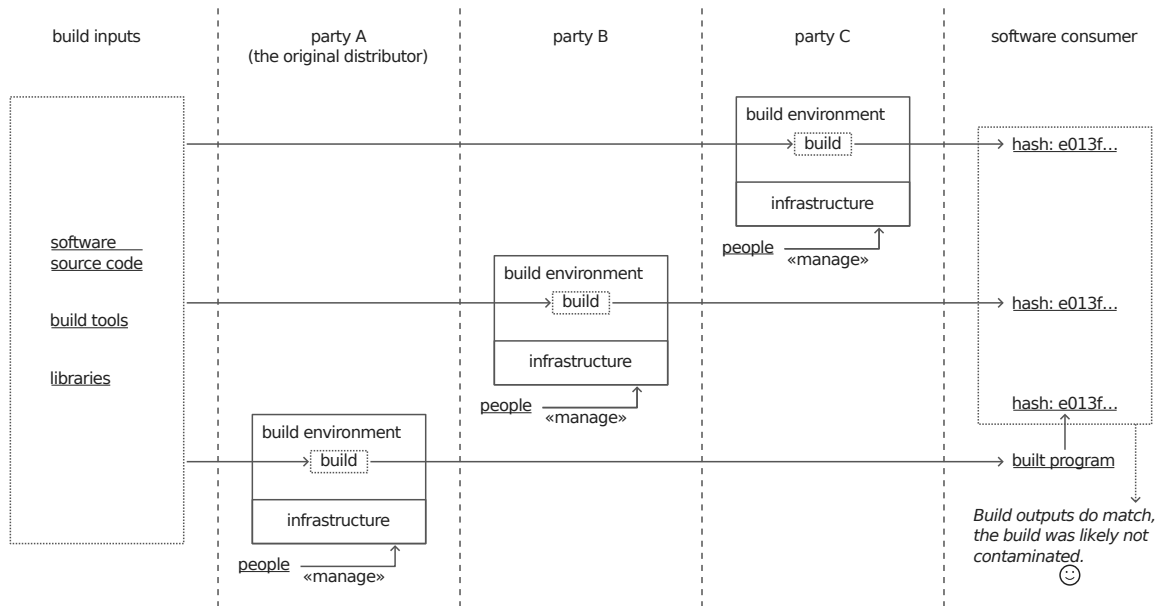 build inputs
party A
(the original distributor)
party B
party C
software consumer
software
source code
build tools
libraries
build environment
build
infrastructure
people
«manage»
build environment
build
infrastructure
people
«manage»
build environment
build
infrastructure
people
«manage»
hash: e013f...
hash: e013f...
hash: e013f...
built program
Build outputs do match,
the build was likely not
contaminated.